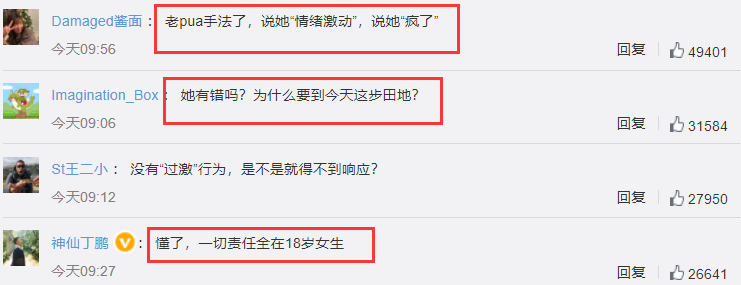 Damaged酱面：老pua手法了，说她“情绪激动”，说她“疯了”
今天09:56 回复 49401
Imagination_Box：她有错吗？为什么要到今天这步田地？
今天09:06 回复 31584
St王二小：没有“过激”行为，是不是就得不到响应？
今天09:12 回复 27950
神仙丁鹏：懂了，一切责任全在18岁女生
今天09:27 回复 26641